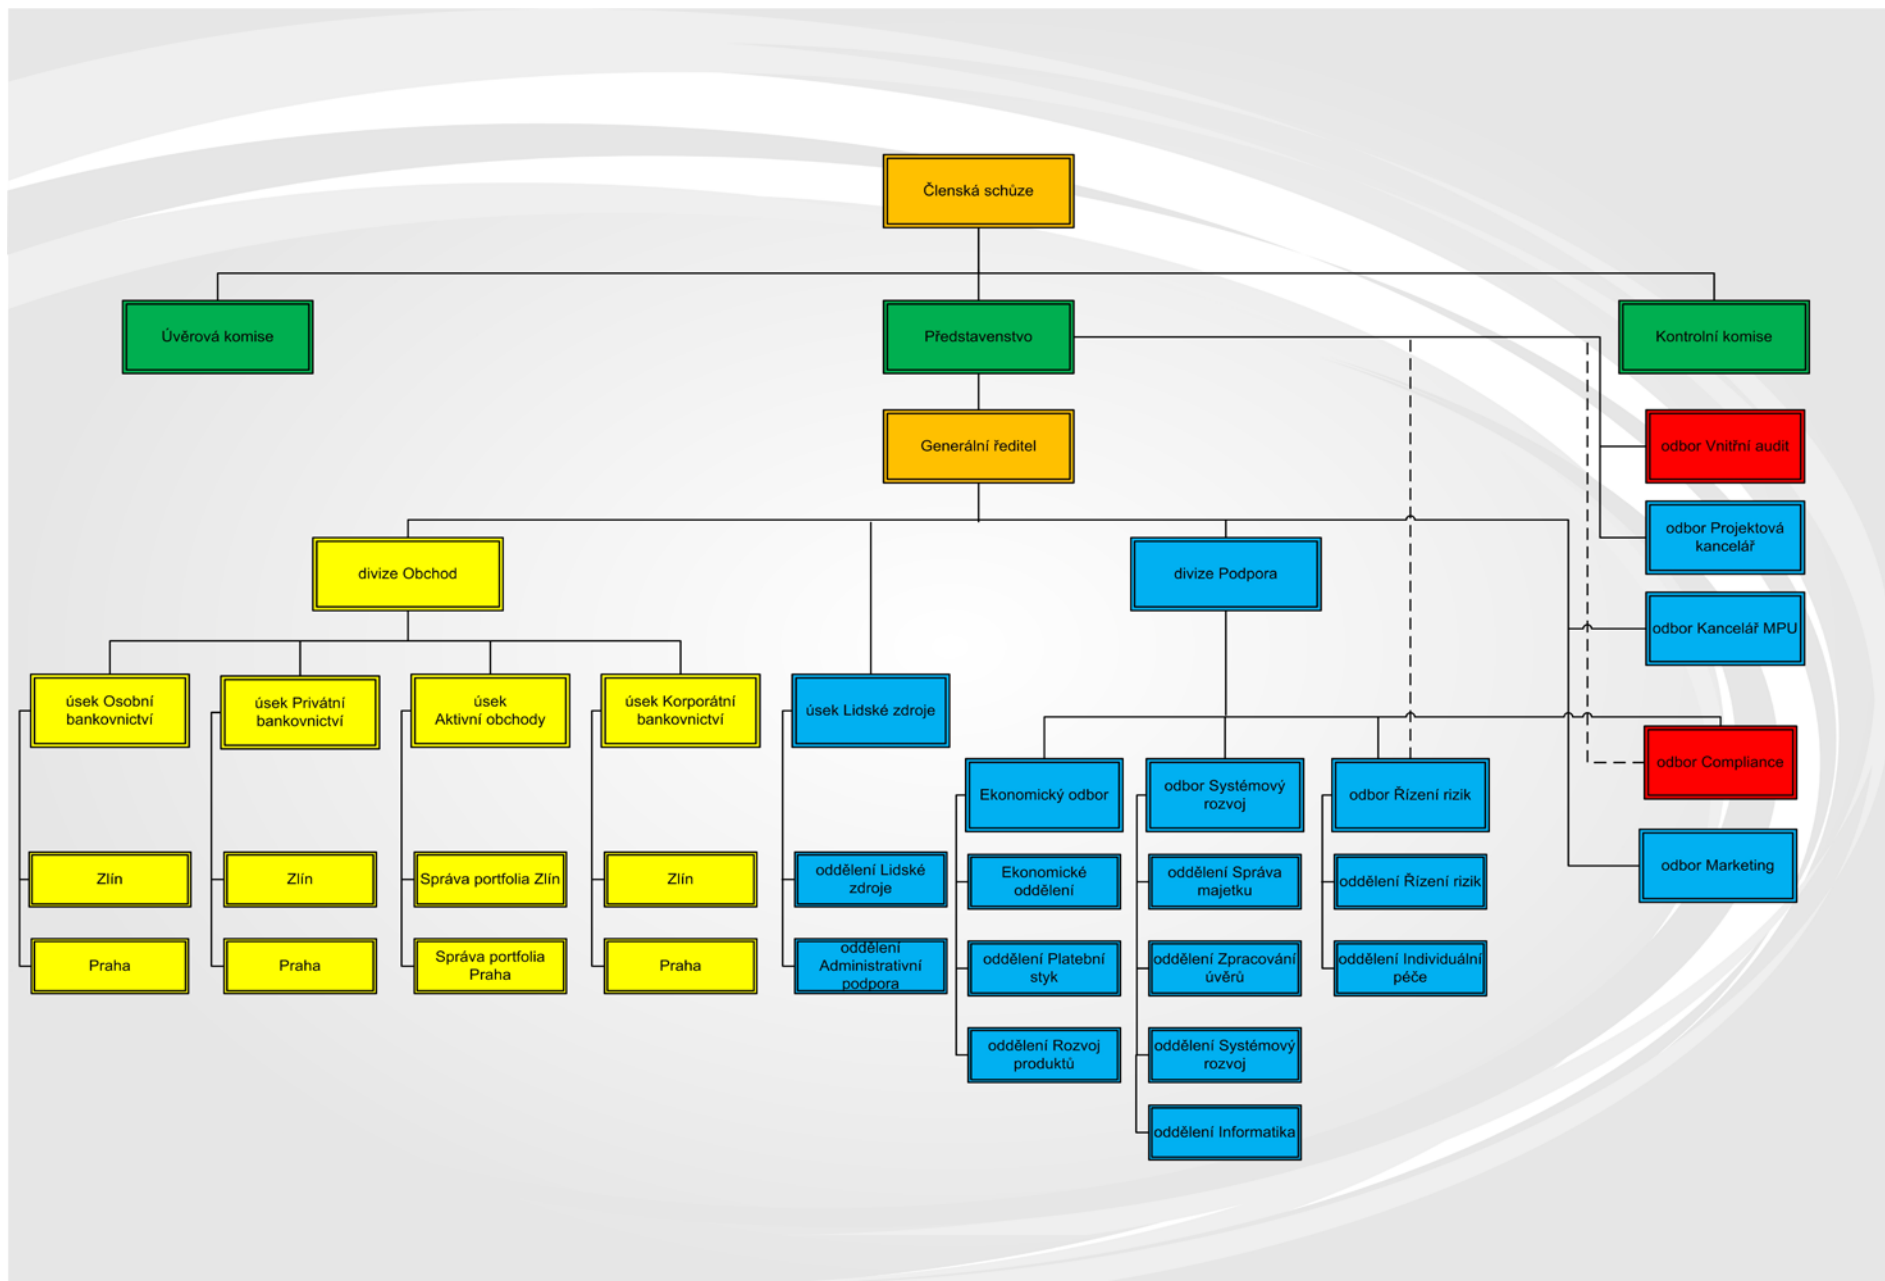 Členská schůze
Úvěrová komise
Představenstvo
Kontrolní komise
Generální ředitel
odbor Vnitřní audit
odbor Projektová
kancelář
divize Obchod
divize Podpora
odbor Kancelář MPU
úsek Osobní
bankovnictví
úsek Privátní
bankovnictví
úsek
Aktivní obchody
úsek Korporátní
bankovnictví
úsek Lidské zdroje
odbor Compliance
Ekonomický odbor
odbor Systémový
rozvoj
odbor Řízení rizik
odbor Marketing
Zlín
Zlín
Správa portfolia Zlín
Zlín
oddělení Lidské
zdroje
Ekonomické
oddělení
oddělení Správa
majetku
oddělení Řízení rizik
Praha
Praha
Správa portfolia
Praha
Praha
oddělení
Administrativní
podpora
oddělení Platební
styk
oddělení Zpracování
úvěrů
oddělení Individuální
péče
oddělení Rozvoj
produktů
oddělení Systémový
rozvoj
oddělení Informatika